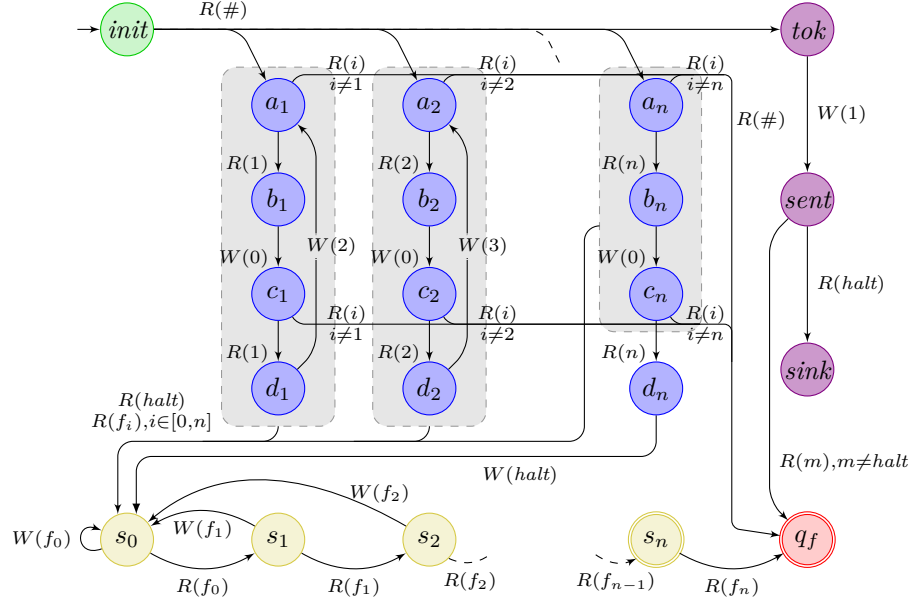 R(#)
init
tok
R(i) i≠1
R(i) i≠2
R(i) i≠n
a₁
a₂
aₙ
R(#)
W(1)
R(1)
R(2)
R(n)
b₁
b₂
bₙ
sent
W(0)
W(2)
W(0)
W(3)
W(0)
R(halt)
c₁
c₂
cₙ
R(i) i≠1
R(i) i≠2
R(i) i≠n
R(1)
R(2)
R(n)
sink
d₁
d₂
dₙ
R(halt)
R(fᵢ),i∈[0,n]
W(halt)
R(m),m≠halt
W(f₂)
W(f₀)
W(f₁)
s₀
s₁
s₂
sₙ
q_f
R(f₀)
R(f₁)
R(f₂)
R(fₙ₋₁)
R(fₙ)